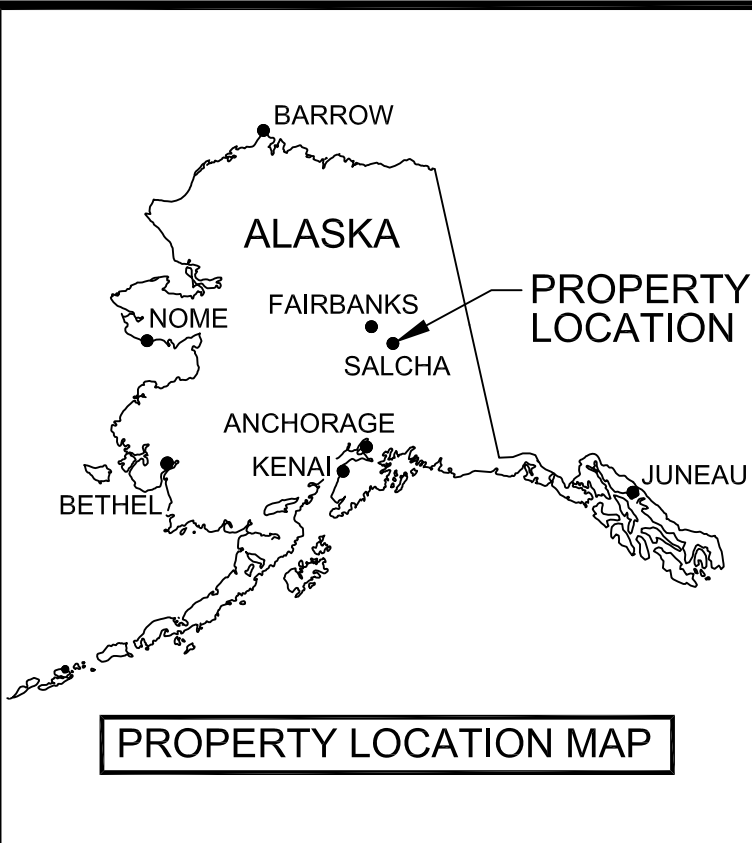 BARROW
ALASKA
PROPERTY
LOCATION
FAIRBANKS
NOME
SALCHA
ANCHORAGE
KENAI
JUNEAU
BETHEL
PROPERTY LOCATION MAP